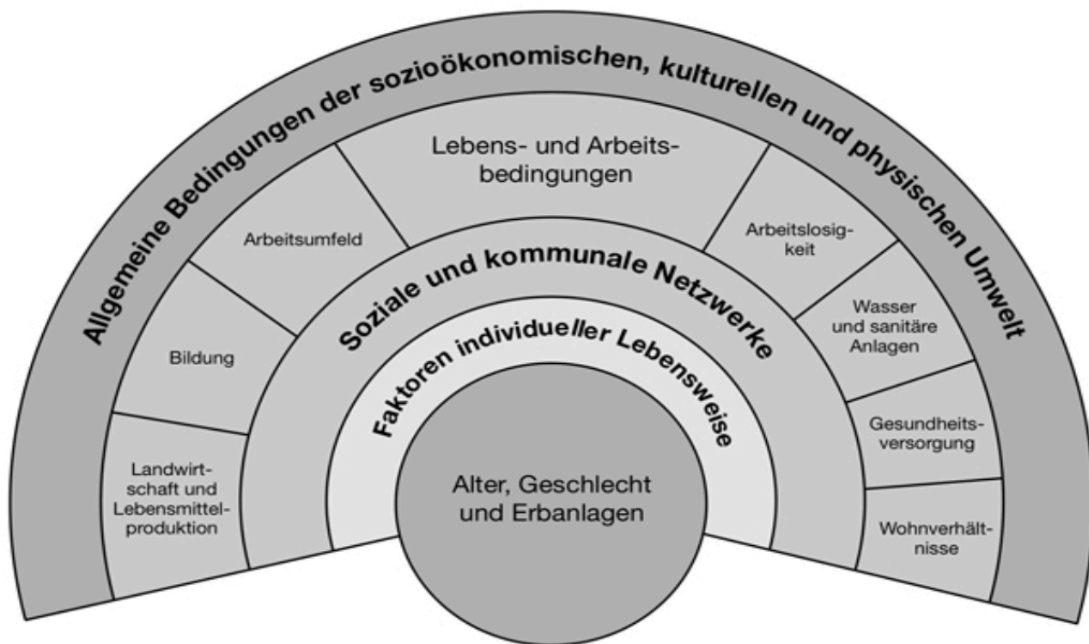 Allgemeine Bedingungen der sozioökonomischen, kulturellen und physischen Umwelt
Lebens- und Arbeits-
bedingungen
Arbeitsumfeld
Bildung
Landwirt-
schaft und
Lebensmittel-
produktion
Arbeitslosig-
keit
Wasser
und sanitäre
Anlagen
Gesundheits-
versorgung
Wohnverhält-
nisse
Soziale und kommunale Netzwerke
Faktoren individueller Lebensweise
Alter, Geschlecht
und Erbanlagen